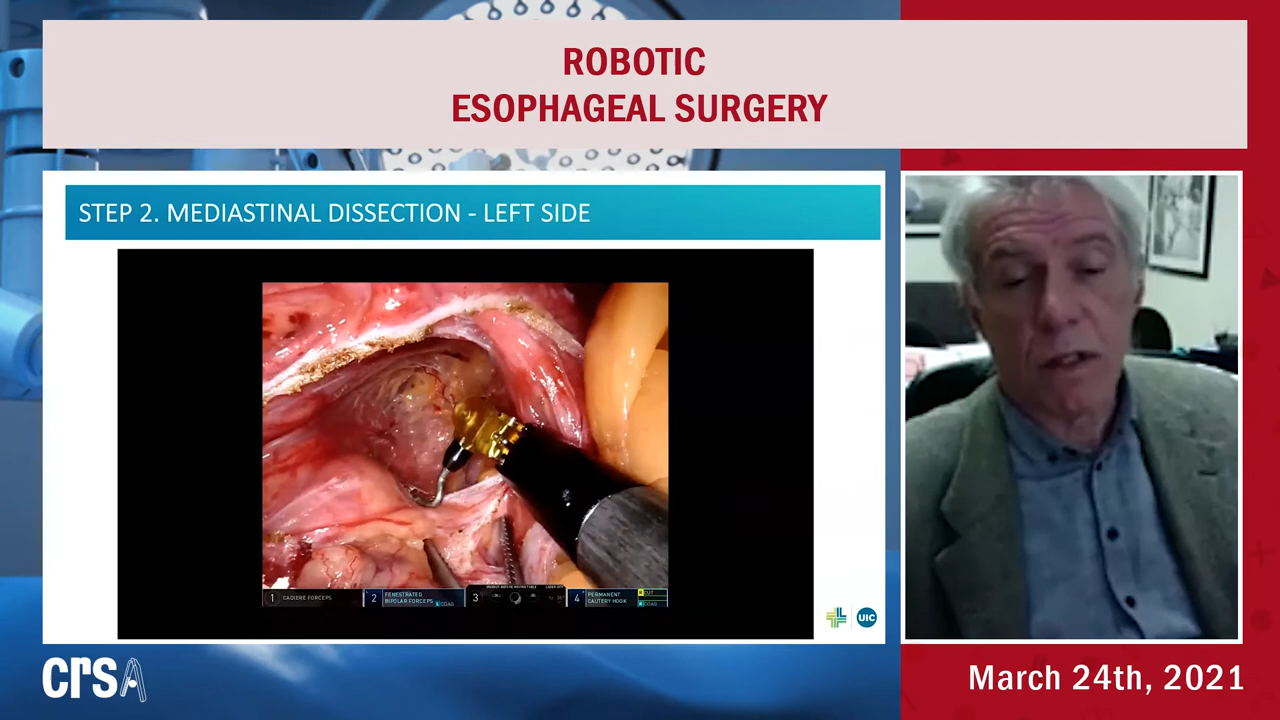 ROBOTIC
ESOPHAGEAL SURGERY
STEP 2. MEDIASTINAL DISSECTION - LEFT SIDE
1 CADIERE FORCEPS
2 FENESTRATED
BIPOLAR FORCEPS
COAG
3
4 PERMANENT
CAUTERY HOOK
CUT
COAG
UIC
crsa
March 24th, 2021